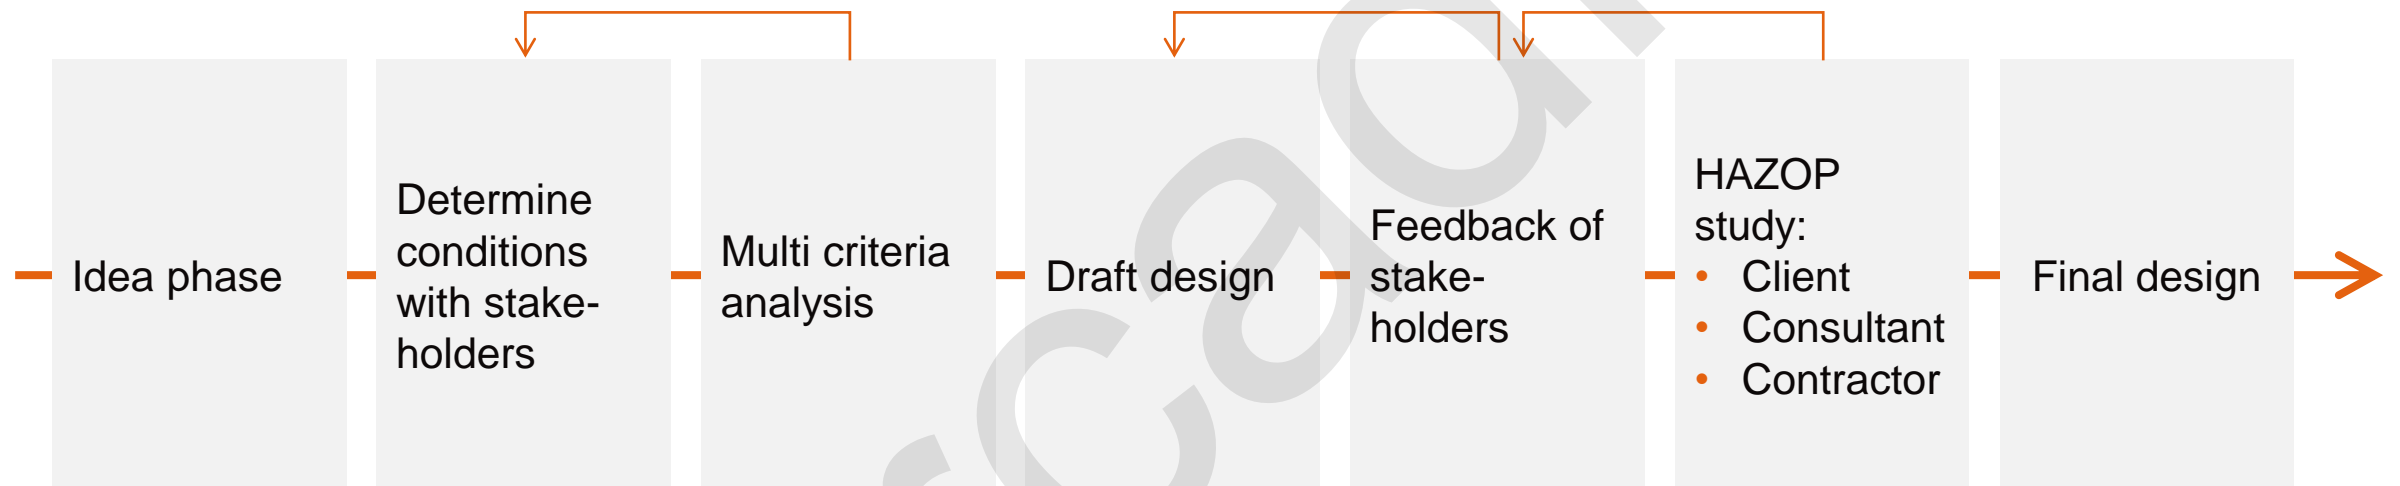 Idea phase
Determine
conditions
with stake-
holders
Multi criteria
analysis
Draft design
Feedback of
stake-
holders
HAZOP
study:
• Client
• Consultant
• Contractor
Final design